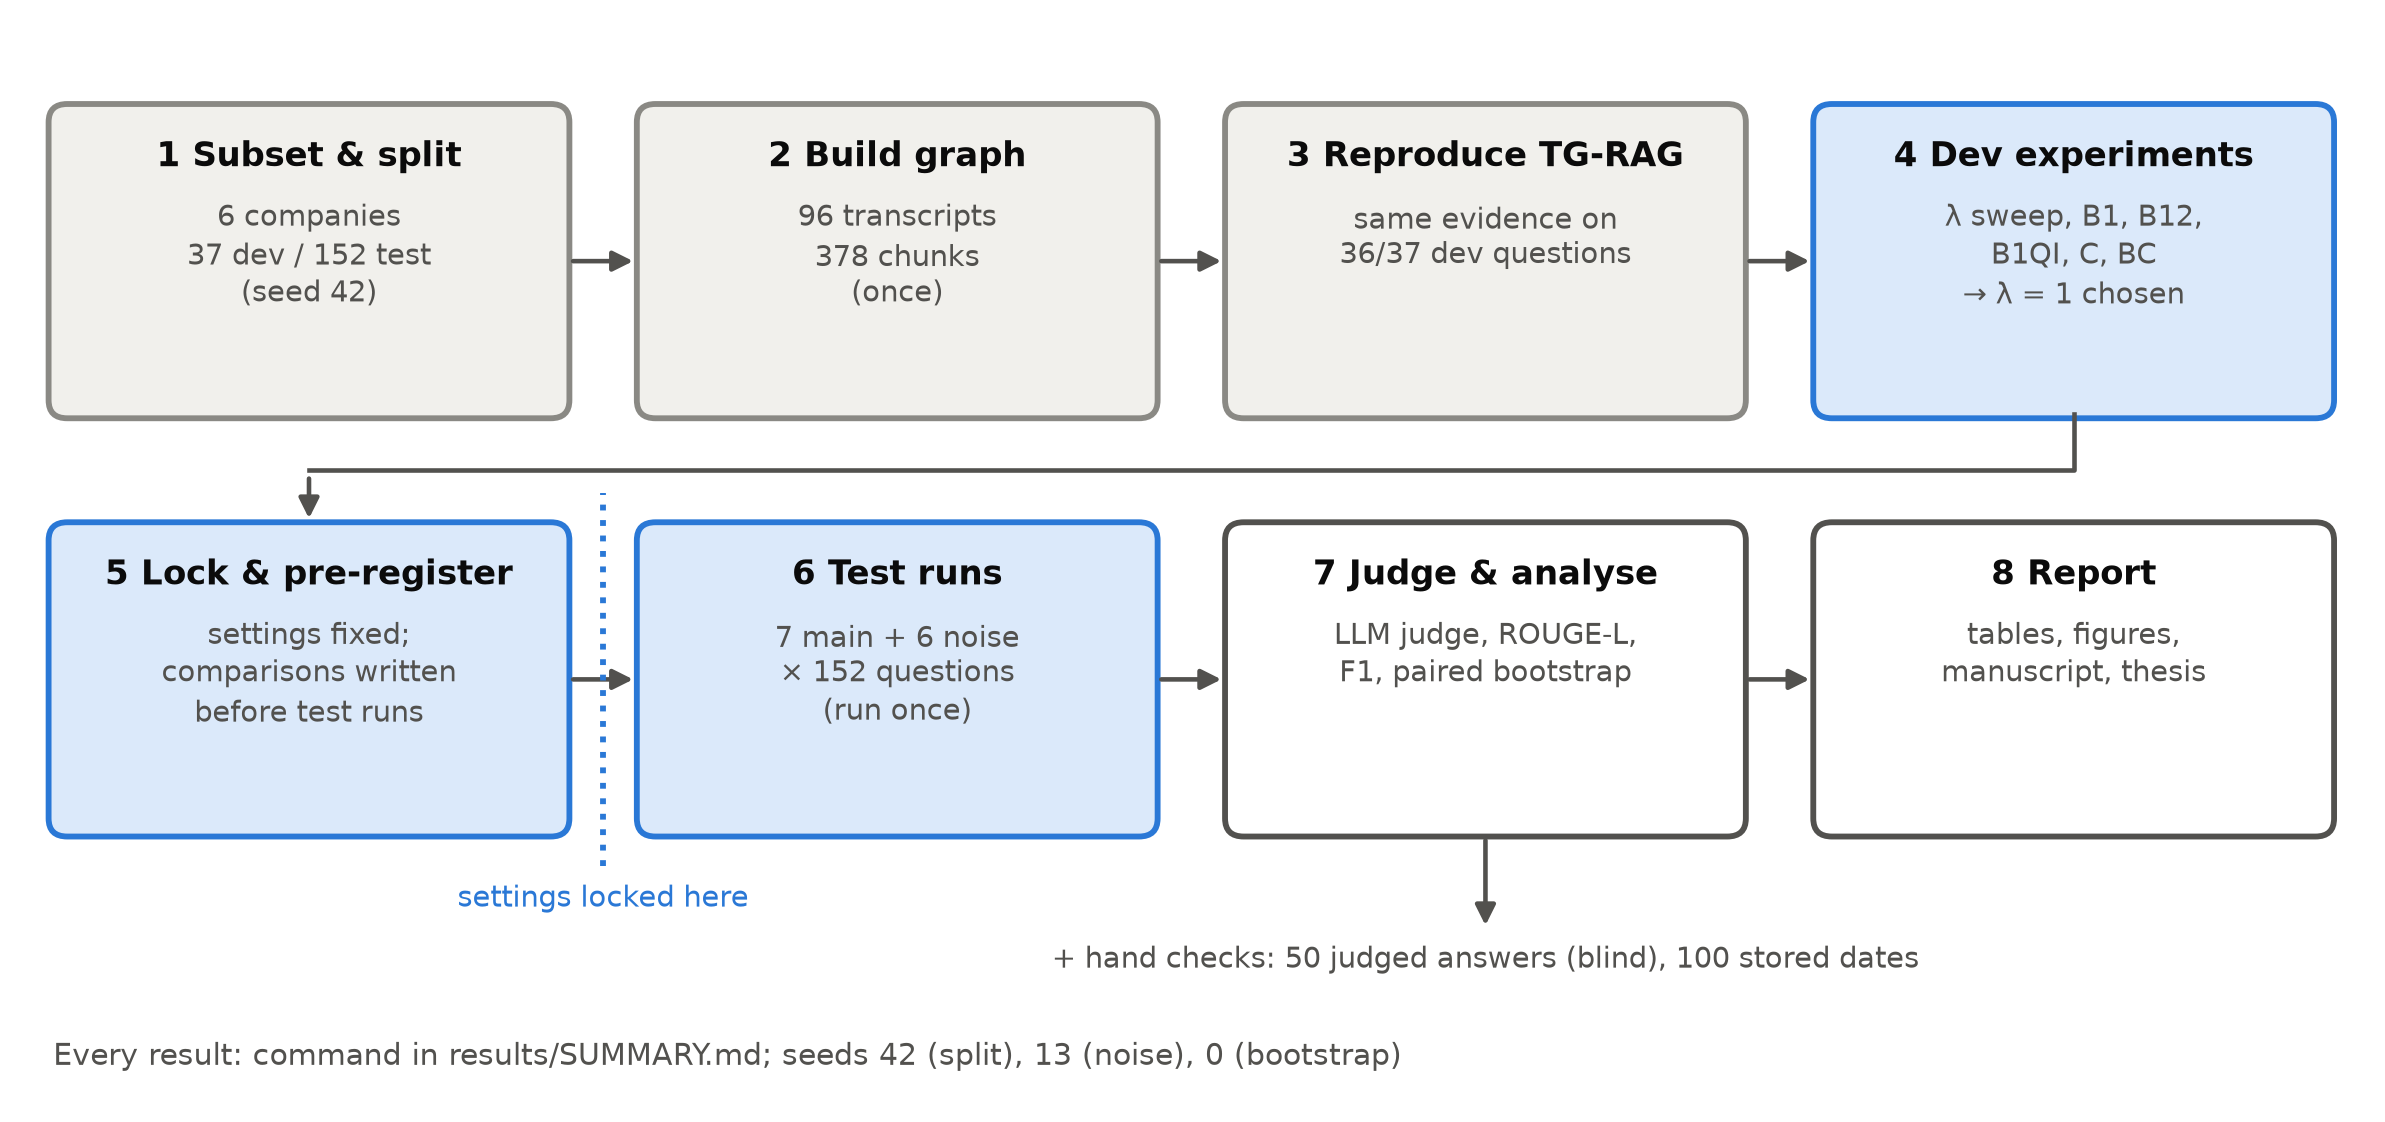 1 Subset & split
6 companies
37 dev / 152 test
(seed 42)
2 Build graph
96 transcripts
378 chunks
(once)
3 Reproduce TG-RAG
same evidence on
36/37 dev questions
4 Dev experiments
λ sweep, B1, B12,
B1QI, C, BC
→ λ = 1 chosen
5 Lock & pre-register
settings fixed;
comparisons written
before test runs
6 Test runs
7 main + 6 noise
× 152 questions
(run once)
7 Judge & analyse
LLM judge, ROUGE-L,
F1, paired bootstrap
8 Report
tables, figures,
manuscript, thesis
settings locked here
+ hand checks: 50 judged answers (blind), 100 stored dates
Every result: command in results/SUMMARY.md; seeds 42 (split), 13 (noise), 0 (bootstrap)